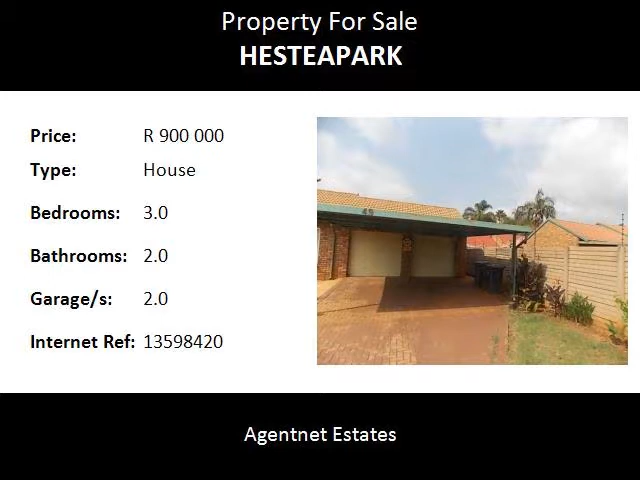 Property For Sale
HESTEAPARK
Price: R 900 000
Type: House
Bedrooms: 3.0
Bathrooms: 2.0
Garage/s: 2.0
Internet Ref: 13598420
49
Agentnet Estates